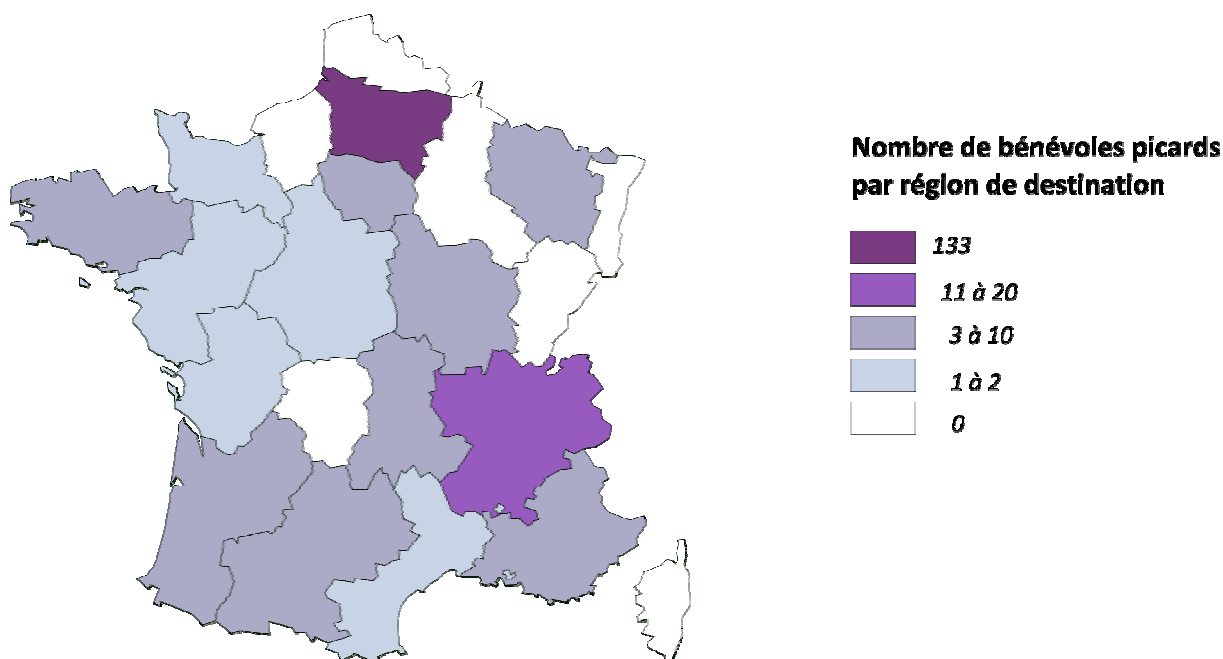 Nombre de bénévoles picards
par région de destination
133
11 à 20
3 à 10
1 à 2
0